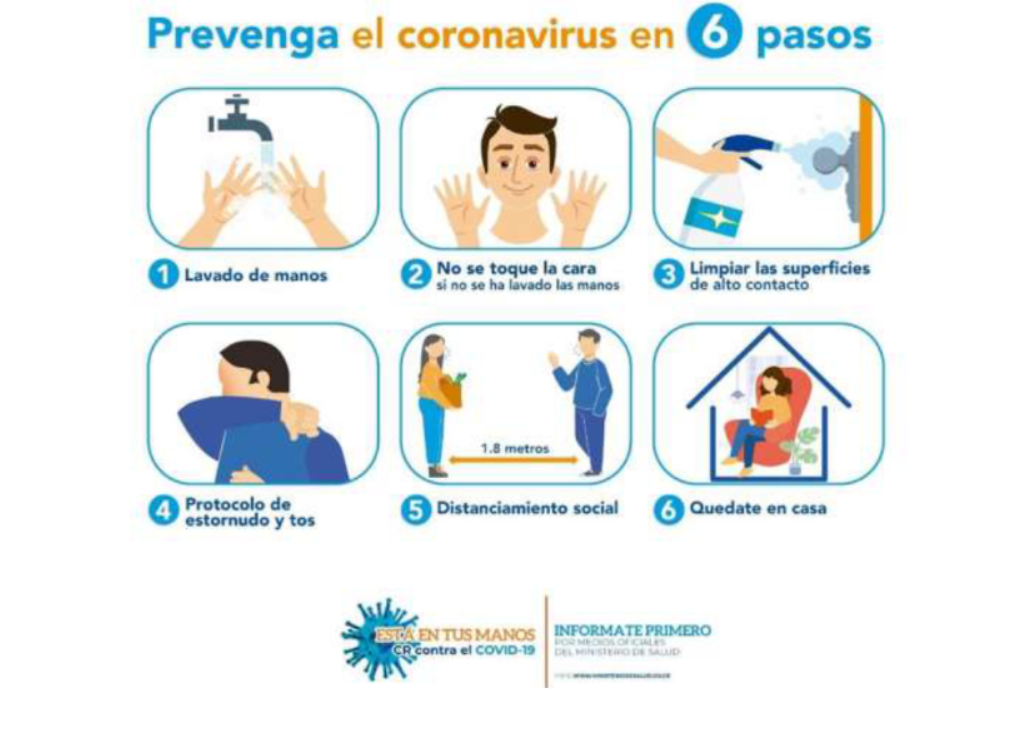 Prevenga el coronavirus en 6 pasos
1 Lavado de manos
2 No se toque la cara
si no se ha lavado las manos
3 Limpiar las superficies
de alto contacto
1.8 metros
4 Protocolo de
estornudo y tos
5 Distanciamiento social
6 Quedate en casa
ESTÁ EN TUS MANOS
CR contra el COVID-19
INFORMATE PRIMERO
POR MEDIOS OFICIALES
DEL MINISTERIO DE SALUD